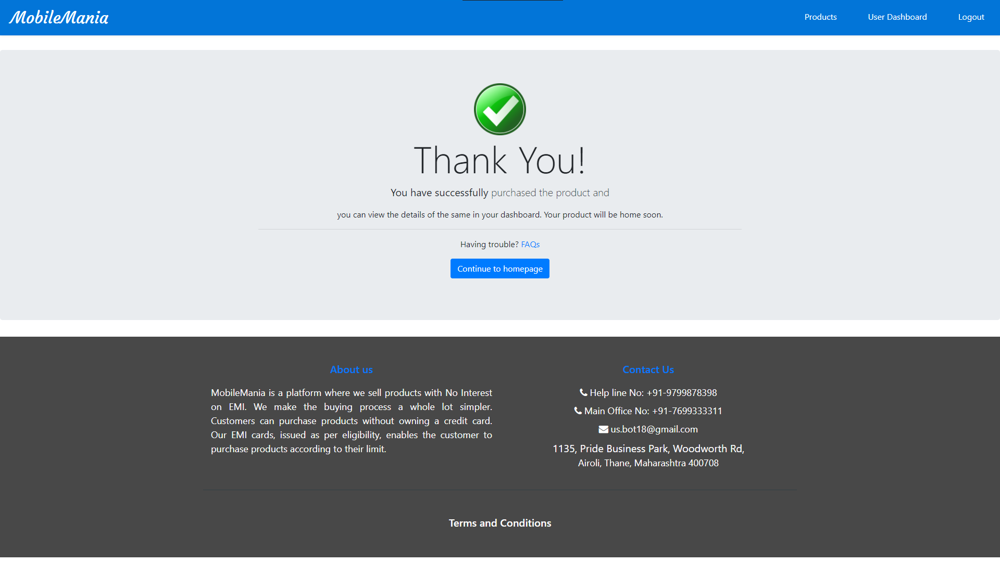 MobileMania
Products
User Dashboard
Logout
Thank You!
You have successfully purchased the product and
you can view the details of the same in your dashboard. Your product will be home soon.
Having trouble? FAQs
Continue to homepage
About us
MobileMania is a platform where we sell products with No Interest
on EMI. We make the buying process a whole lot simpler.
Customers can purchase products without owning a credit card.
Our EMI cards, issued as per eligibility, enables the customer to
purchase products according to their limit.
Contact Us
Help line No: +91-9799878398
Main Office No: +91-7699333311
us.bot18@gmail.com
1135, Pride Business Park, Woodworth Rd,
Airoli, Thane, Maharashtra 400708
Terms and Conditions